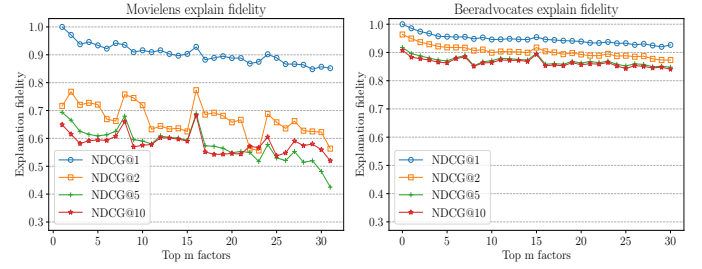 Movielens explain fidelity
Explanation fidelity
1.0
0.9
0.8
0.7
0.6
0.5
0.4
0.3
NDCG@1
NDCG@2
NDCG@5
NDCG@10
0 5 10 15 20 25 30
Top m factors
Beeradvocates explain fidelity
Explanation fidelity
1.0
0.9
0.8
0.7
0.6
0.5
0.4
0.3
NDCG@1
NDCG@2
NDCG@5
NDCG@10
0 5 10 15 20 25 30
Top m factors